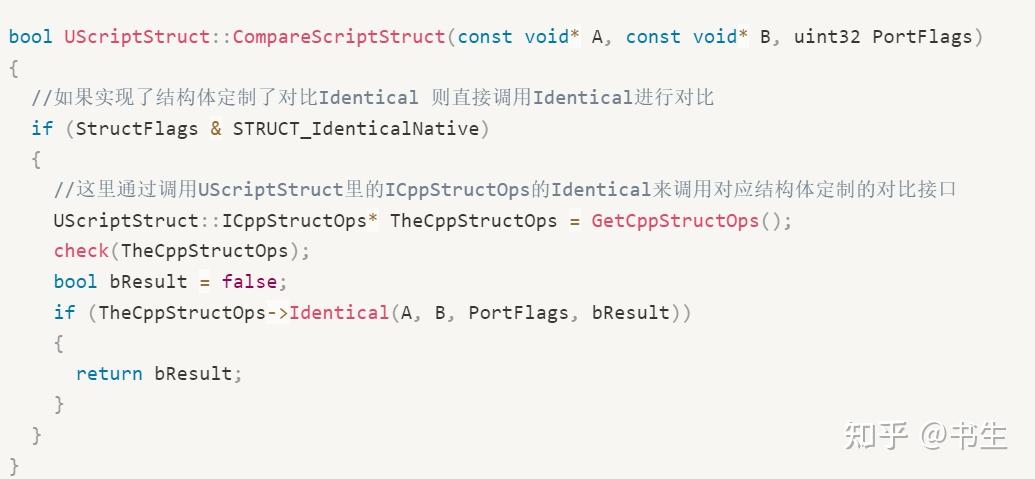 bool UScriptStruct::CompareScriptStruct(const void* A, const void* B, uint32 PortFlags)
{
  //如果实现了结构体定制了对比Identical 则直接调用Identical进行对比
  if (StructFlags & STRUCT_IdenticalNative)
  {
    //这里通过调用UScriptStruct里的ICppStructOps的Identical来调用对应结构体定制的对比接口
    UScriptStruct::ICppStructOps* TheCppStructOps = GetCppStructOps();
    check(TheCppStructOps);
    bool bResult = false;
    if (TheCppStructOps->Identical(A, B, PortFlags, bResult))
    {
      return bResult;
    }
  }
}
知乎 @书生